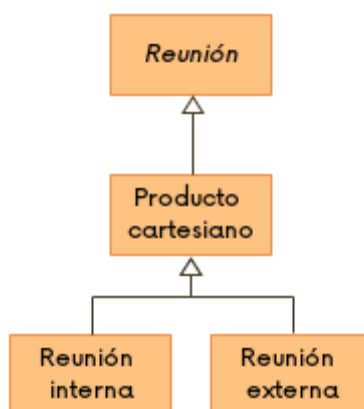 Reunión
Producto
cartesiano
Reunión
interna
Reunión
externa